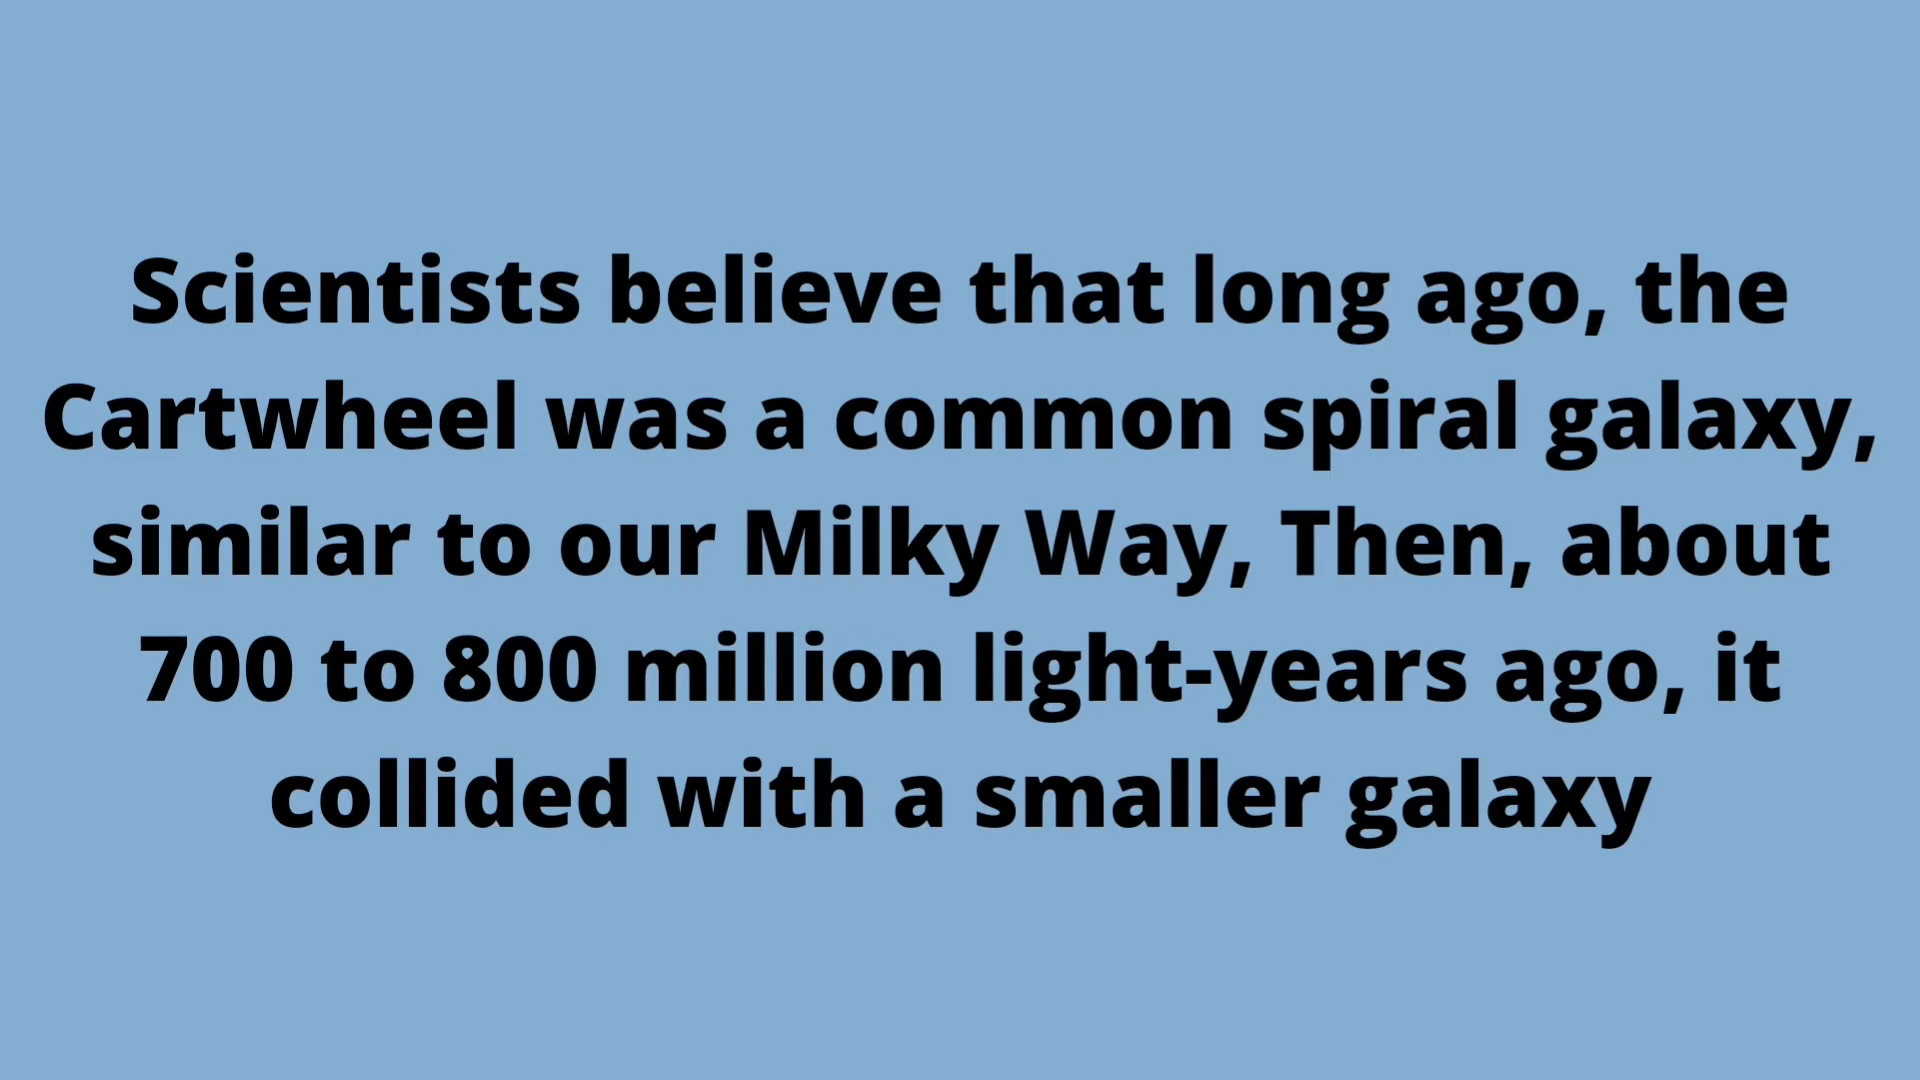 Scientists believe that long ago, the
Cartwheel was a common spiral galaxy,
similar to our Milky Way, Then, about
700 to 800 million light-years ago, it
collided with a smaller galaxy